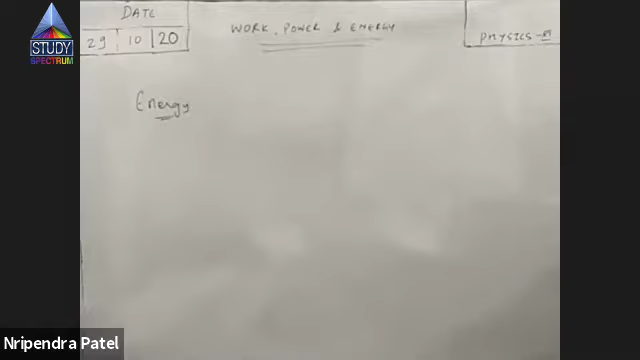 STUDY
SPECTRUM
DATE
29 10 20
WORK, POWER & ENERGY
PHYSICS-
Energy
Nripendra Patel